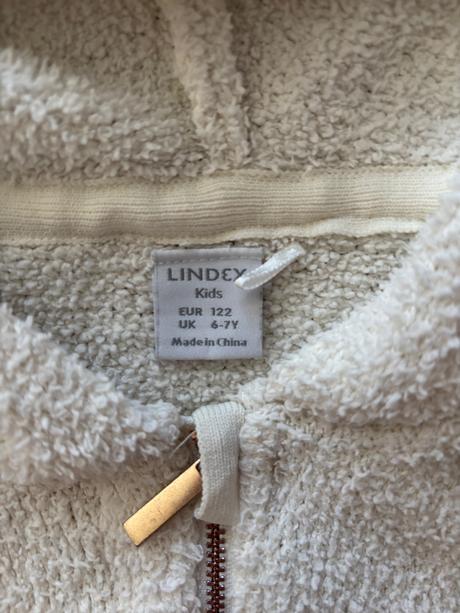 LINDEX
Kids
EUR 122
UK 6-7Y
Made in China